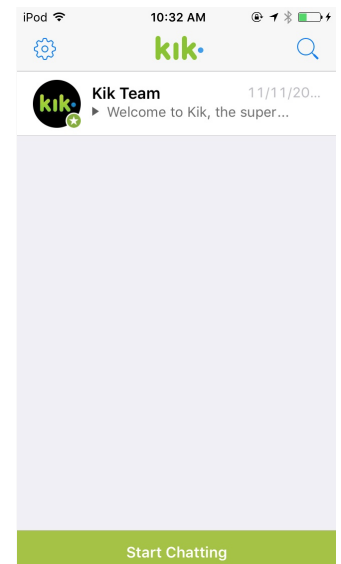 iPod 10:32 AM
kik.
kik.
Kik Team 11/11/20...
Welcome to Kik, the super...
Start Chatting